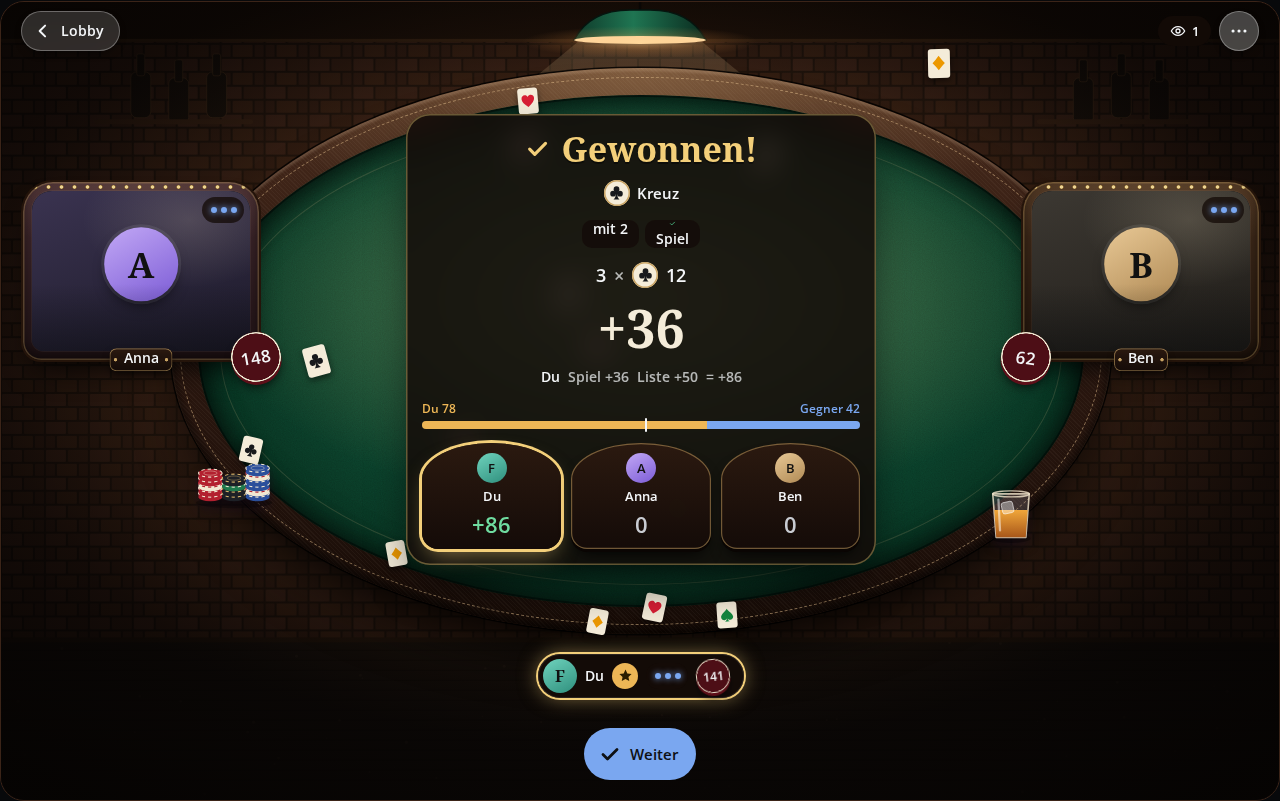 Lobby
1
Gewonnen!
Kreuz
mit 2 Spiel
3 × 12
+36
Du Spiel +36 Liste +50 = +86
Du 78 Gegner 42
F A B
Du Anna Ben
+86 0 0
A
Anna
148
B
Ben
62
F Du 141
Weiter